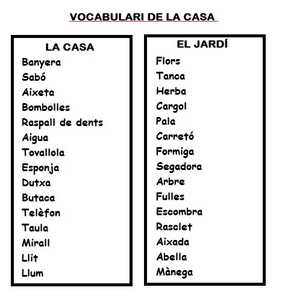 VOCABULARI DE LA CASA
LA CASA
Banyera
Sabó
Aixeta
Bombolles
Raspall de dents
Aigua
Tovallola
Esponja
Dutxa
Butaca
Telèfon
Taula
Mirall
Llit
Llum
EL JARDÍ
Flors
Tanca
Herba
Cargol
Pala
Carretó
Formiga
Segadora
Arbre
Fulles
Escombra
Rasclet
Aixada
Abella
Mànega